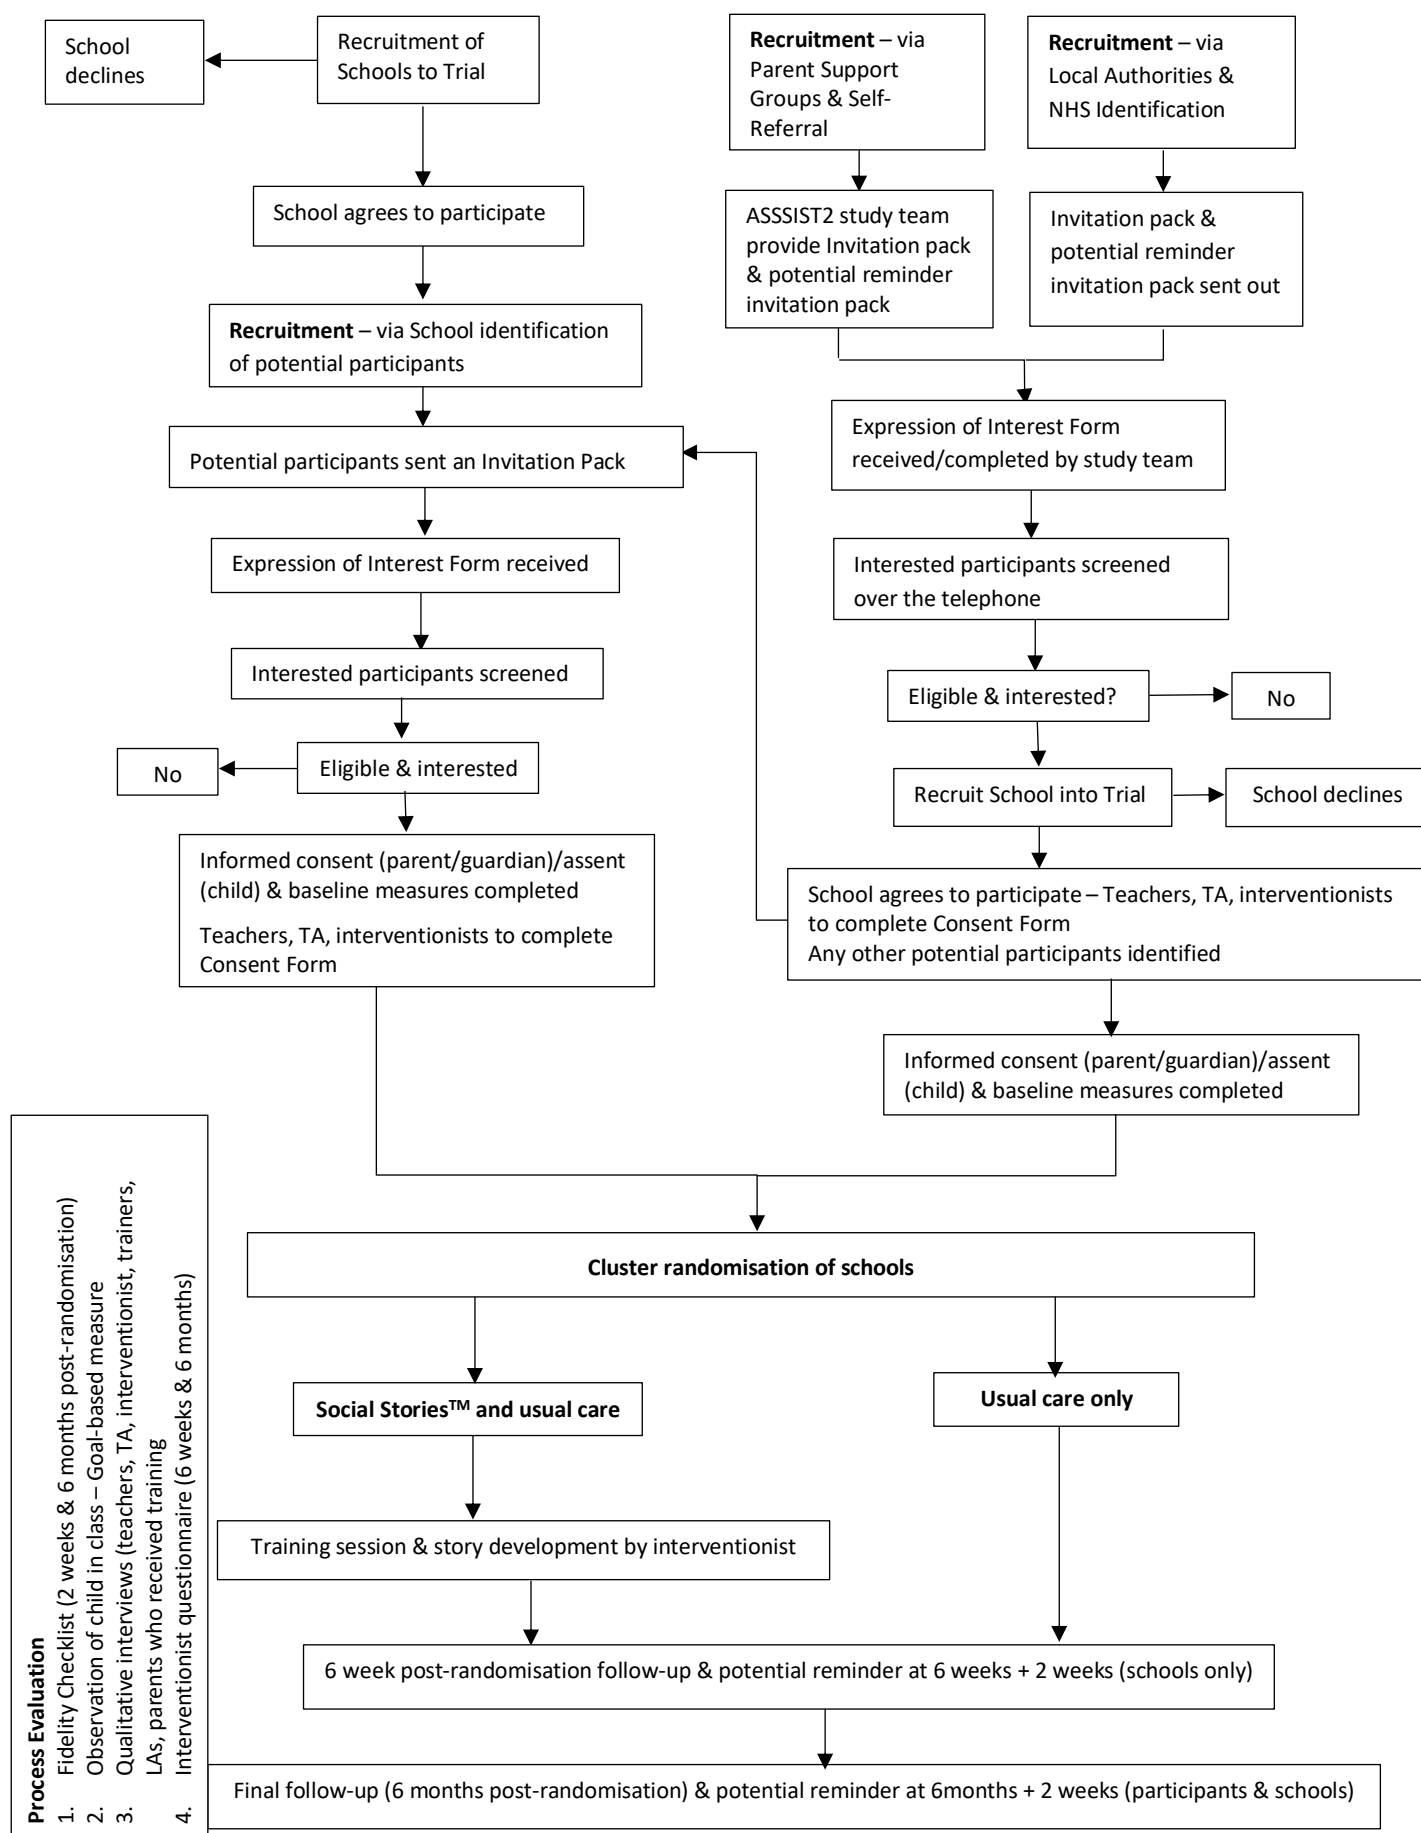 School
declines
Recruitment of
Schools to Trial
School agrees to participate
Recruitment – via School identification
of potential participants
Potential participants sent an Invitation Pack
Expression of Interest Form received
Interested participants screened
Eligible & interested
No
Informed consent (parent/guardian)/assent
(child) & baseline measures completed
Teachers, TA, interventionists to complete
Consent Form
Recruitment – via
Parent Support
Groups & Self-
Referral
Recruitment – via
Local Authorities &
NHS Identification
ASSSIST2 study team
provide Invitation pack
& potential reminder
invitation pack
Invitation pack &
potential reminder
invitation pack sent out
Expression of Interest Form
received/completed by study team
Interested participants screened
over the telephone
Eligible & interested?
No
Recruit School into Trial
School declines
School agrees to participate – Teachers, TA, interventionists
to complete Consent Form
Any other potential participants identified
Informed consent (parent/guardian)/assent
(child) & baseline measures completed
Cluster randomisation of schools
Social Stories™ and usual care
Usual care only
Training session & story development by interventionist
6 week post-randomisation follow-up & potential reminder at 6 weeks + 2 weeks (schools only)
Final follow-up (6 months post-randomisation) & potential reminder at 6months + 2 weeks (participants & schools)
Process Evaluation
1. Fidelity Checklist (2 weeks & 6 months post-randomisation)
2. Observation of child in class – Goal-based measure
3. Qualitative interviews (teachers, TA, interventionist, trainers,
LAs, parents who received training
4. Interventionist questionnaire (6 weeks & 6 months)